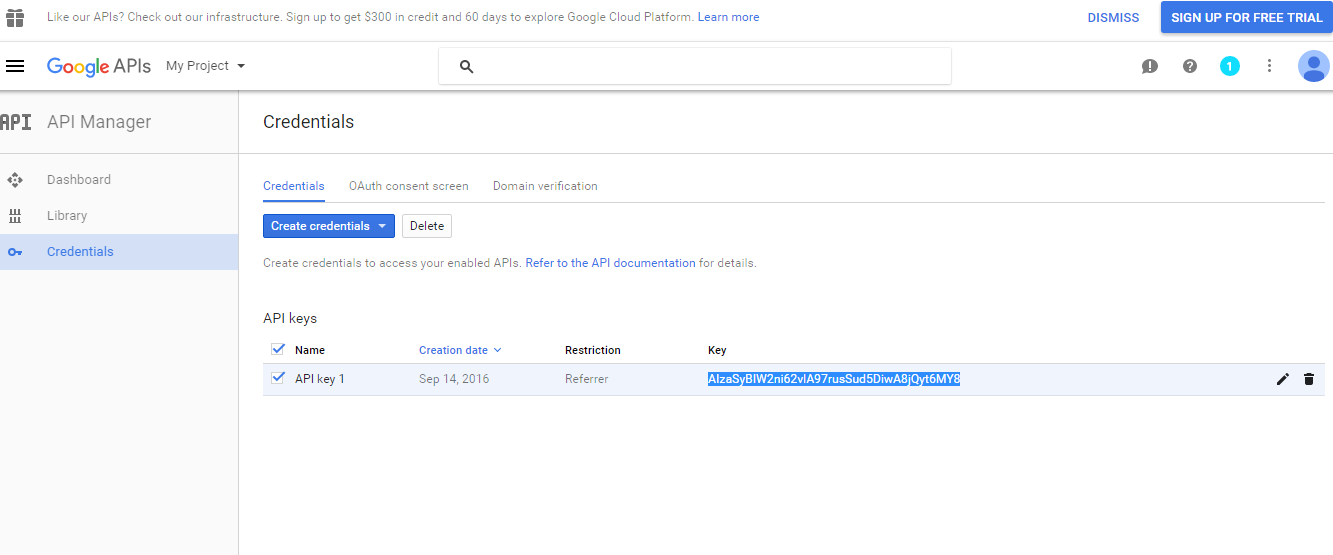 Like our APIs? Check out our infrastructure. Sign up to get $300 in credit and 60 days to explore Google Cloud Platform. Learn more DISMISS SIGN UP FOR FREE TRIAL
Google APIs My Project 1
API API Manager Credentials
Dashboard
Library
Credentials
Credentials OAuth consent screen Domain verification
Create credentials Delete
Create credentials to access your enabled APIs. Refer to the API documentation for details.
API keys
Name Creation date Restriction Key
API key 1 Sep 14, 2016 Referrer